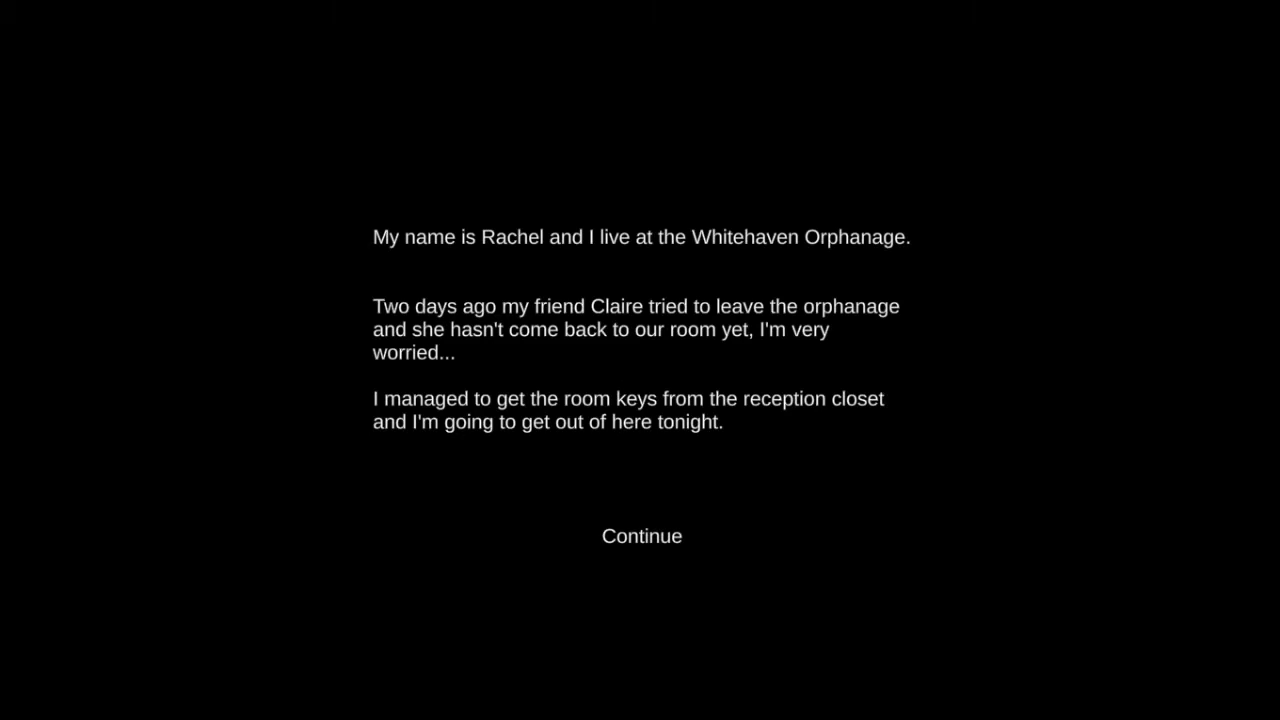 My name is Rachel and I live at the Whitehaven Orphanage.
Two days ago my friend Claire tried to leave the orphanage
and she hasn't come back to our room yet, I'm very
worried...
I managed to get the room keys from the reception closet
and I'm going to get out of here tonight.
Continue